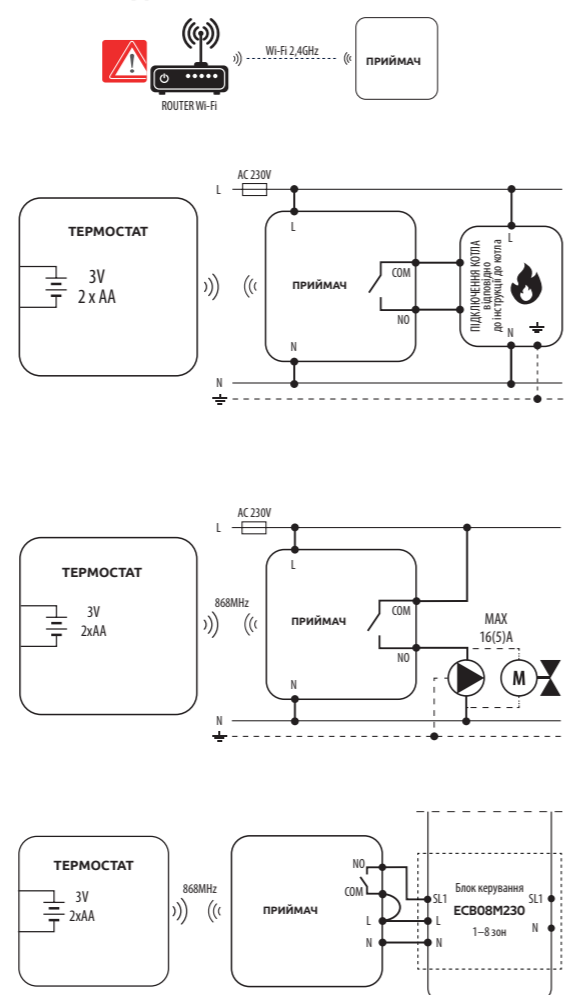 Wi-Fi 2,4GHz
ПРИЙМАЧ
ROUTER Wi-Fi
AC 230V
L
ТЕРМОСТАТ
3V
2 x AA
L
ПРИЙМАЧ
COM
NO
N
L
ПІДКЛЮЧЕННЯ КОТЛА
відповідно
до інструкції до котла
N
N
AC 230V
L
ТЕРМОСТАТ
3V
2xAA
868MHz
L
ПРИЙМАЧ
COM
NO
N
MAX
16(5)A
M
N
ТЕРМОСТАТ
3V
2xAA
868MHz
ПРИЙМАЧ
NO
COM
L
N
SL1
L
N
Блок керування
ECB08M230
1–8 зон
SL1
N